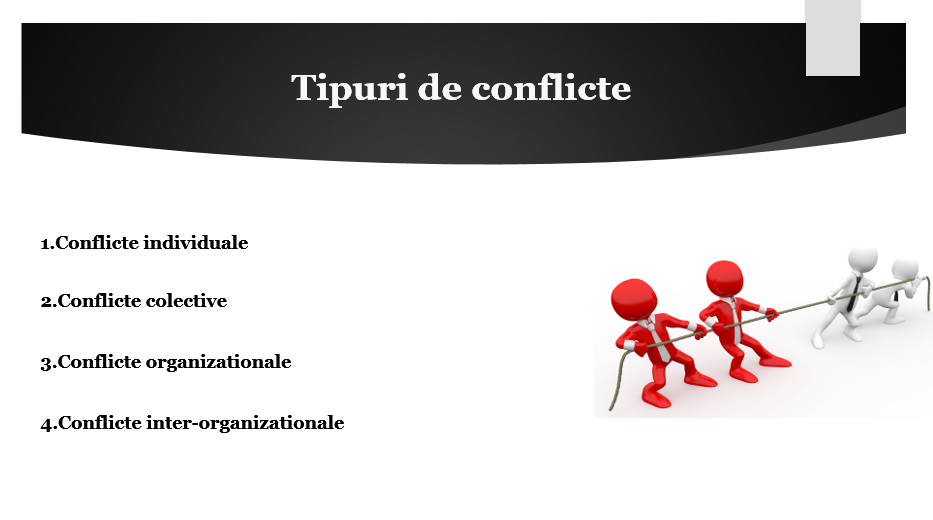 Tipuri de conflicte
1.Conflicte individuale
2.Conflicte colective
3.Conflicte organizationale
4.Conflicte inter-organizationale